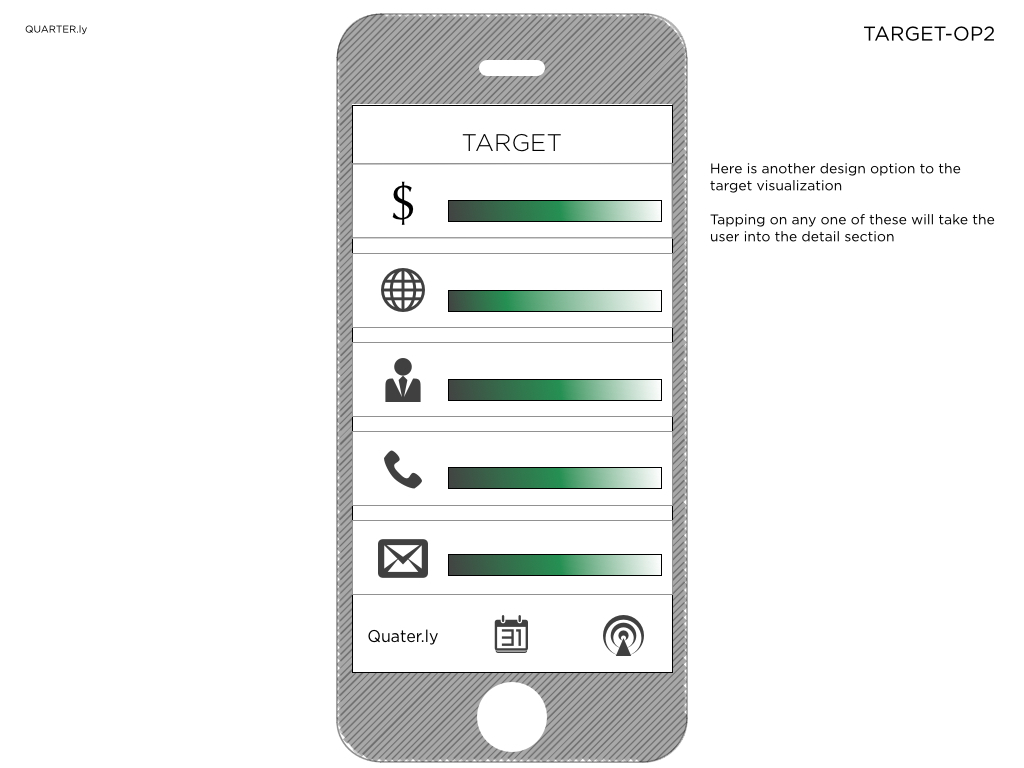 QUARTER.ly
TARGET-OP2
TARGET
$
Here is another design option to the
target visualization
Tapping on any one of these will take the
user into the detail section
Quater.ly
31